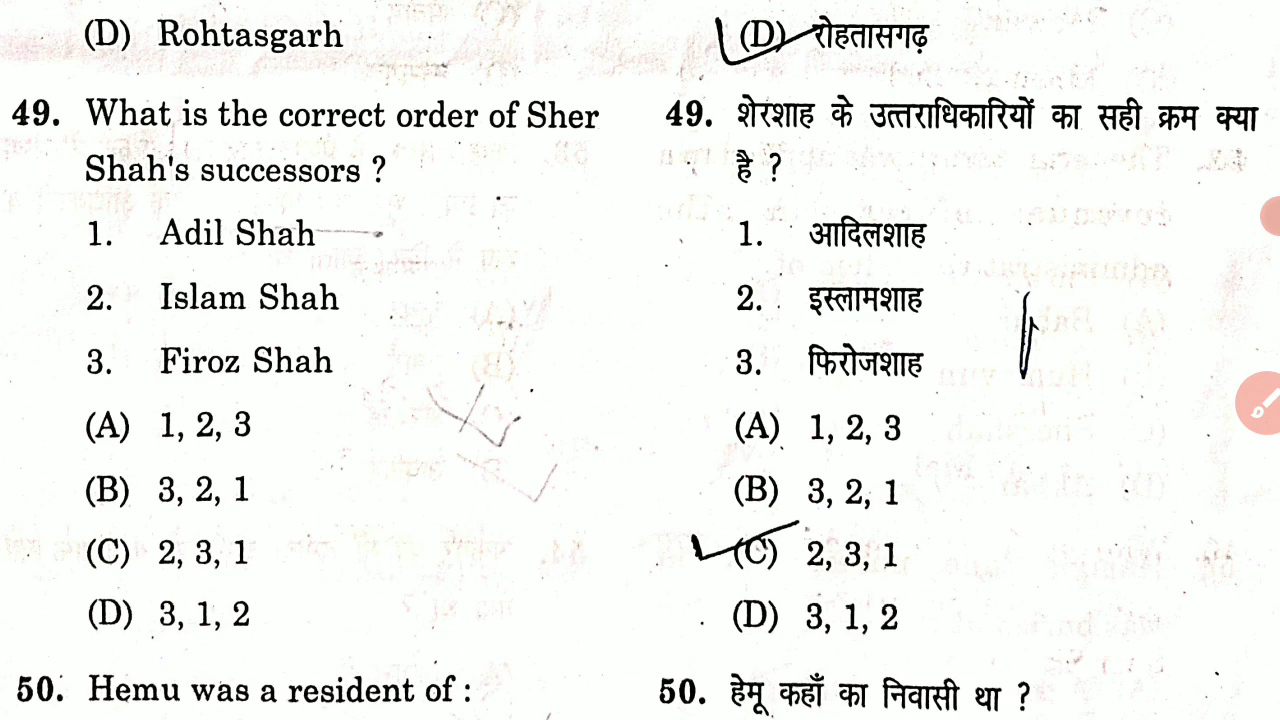 (D) Rohtasgarh
49. What is the correct order of Sher
Shah's successors ?
1. Adil Shah
2. Islam Shah
3. Firoz Shah
(A) 1, 2, 3
(B) 3, 2, 1
(C) 2, 3, 1
(D) 3, 1, 2
50. Hemu was a resident of :
(D) रोहतासगढ़
49. शेरशाह के उत्तराधिकारियों का सही क्रम क्या
है ?
1. आदिलशाह
2. इस्लामशाह
3. फिरोजशाह
(A) 1, 2, 3
(B) 3, 2, 1
(C) 2, 3, 1
(D) 3, 1, 2
50. हेमू कहाँ का निवासी था ?